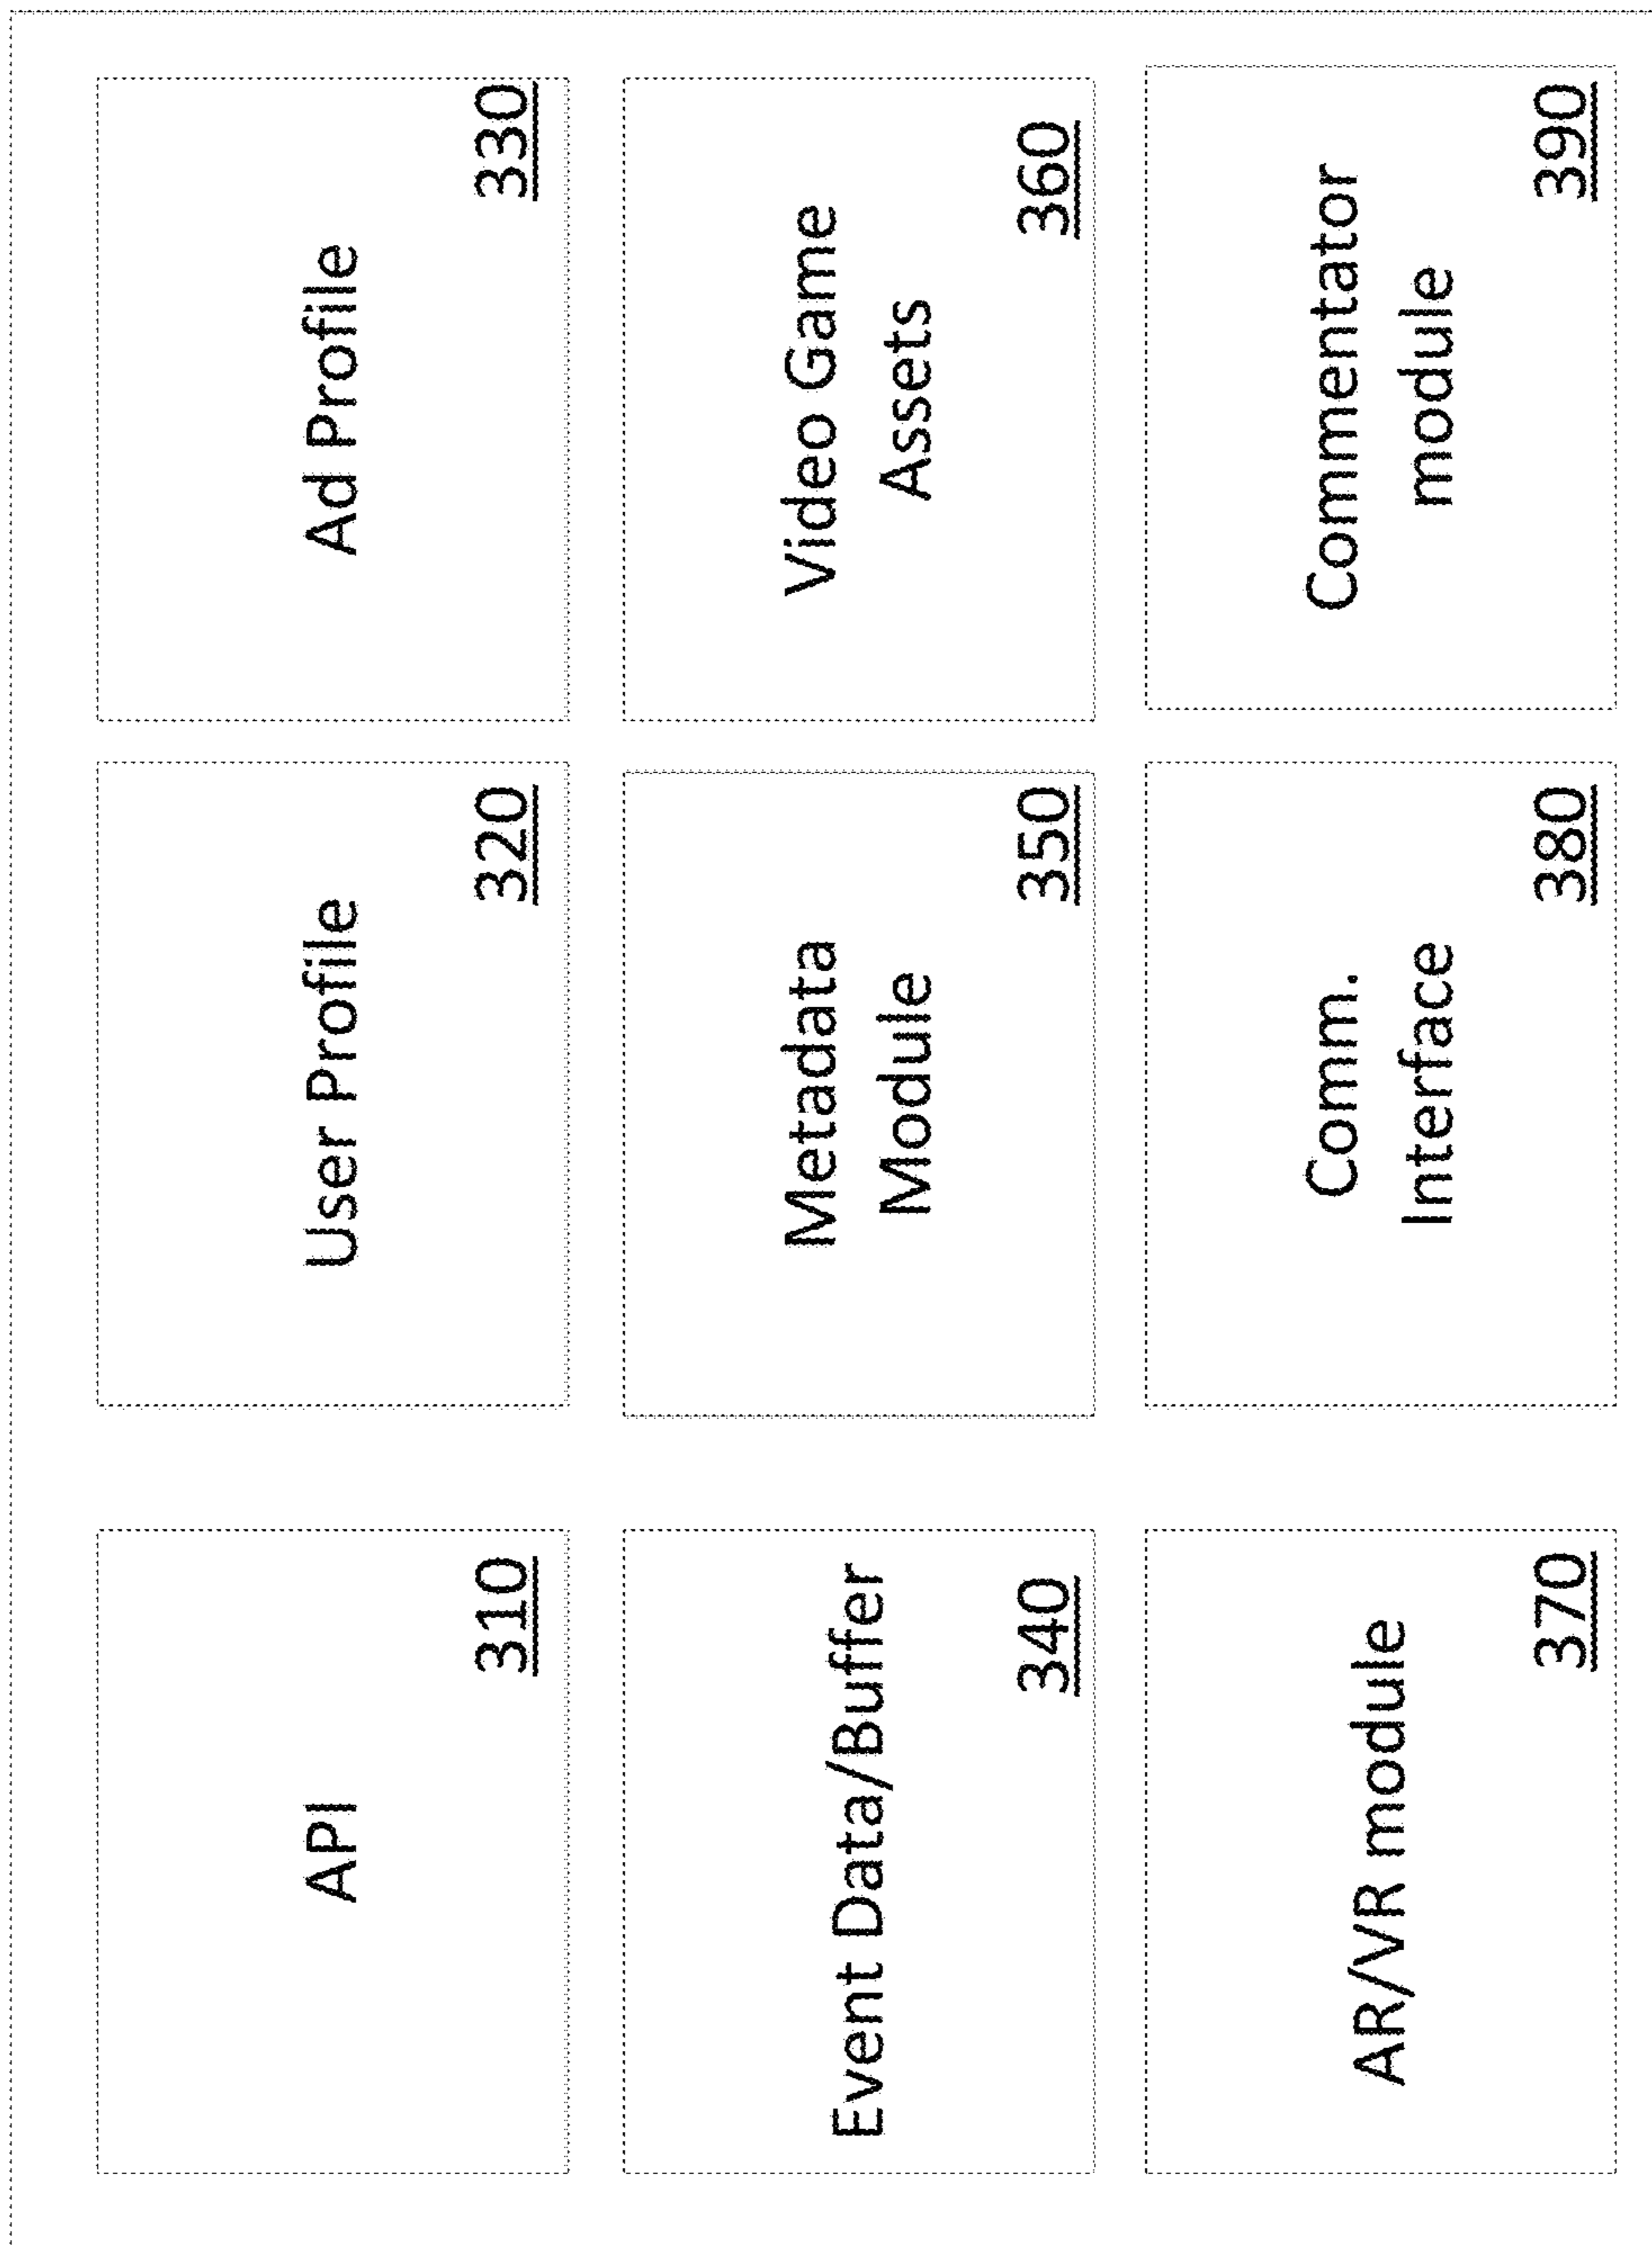 API
310
User Profile
320
Ad Profile
330
Event Data/Buffer
340
Metadata
Module
350
Video Game
Assets
360
AR/VR module
370
Comm.
Interface
380
Commentator
module
390